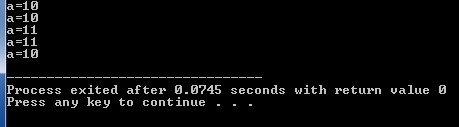 a=10
a=10
a=11
a=11
a=10
--------------------------------
Process exited after 0.0745 seconds with return value 0
Press any key to continue . . .